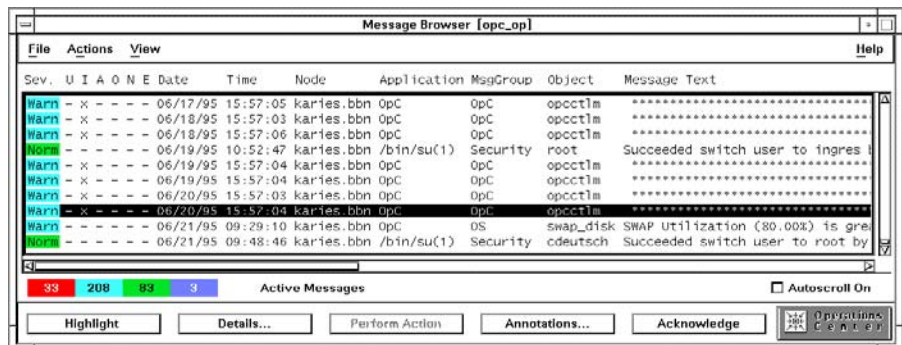 Message Browser [opc_op]
File Actions View Help
Sev. U I A O N E Date Time Node Application MsgGroup Object Message Text
Warn - X - - - - 06/17/95 15:57:05 karies.bbn OpC OpC opcctlm **********************************
Warn - X - - - - 06/18/95 15:57:03 karies.bbn OpC OpC opcctlm **********************************
Warn - X - - - - 06/18/95 15:57:06 karies.bbn OpC OpC opcctlm **********************************
Norm - - - - - - 06/19/95 10:52:47 karies.bbn /bin/su(1) Security root Succeeded switch user to ingres
Warn - X - - - - 06/19/95 15:57:04 karies.bbn OpC OpC opcctlm **********************************
Warn - X - - - - 06/19/95 15:57:04 karies.bbn OpC OpC opcctlm **********************************
Warn - X - - - - 06/20/95 15:57:03 karies.bbn OpC OpC opcctlm **********************************
Warn - X - - - - 06/20/95 15:57:04 karies.bbn OpC OpC opcctlm **********************************
Warn - - - - - - 06/21/95 09:29:10 karies.bbn OpC OS swap_disk SWAP Utilization (80.00%) is grea
Norm - - - - - - 06/21/95 09:48:46 karies.bbn /bin/su(1) Security cdeutsch Succeeded switch user to root by
33 208 83 3 Active Messages Autoscroll On
Highlight Details... Perform Action Annotations... Acknowledge Operations Center